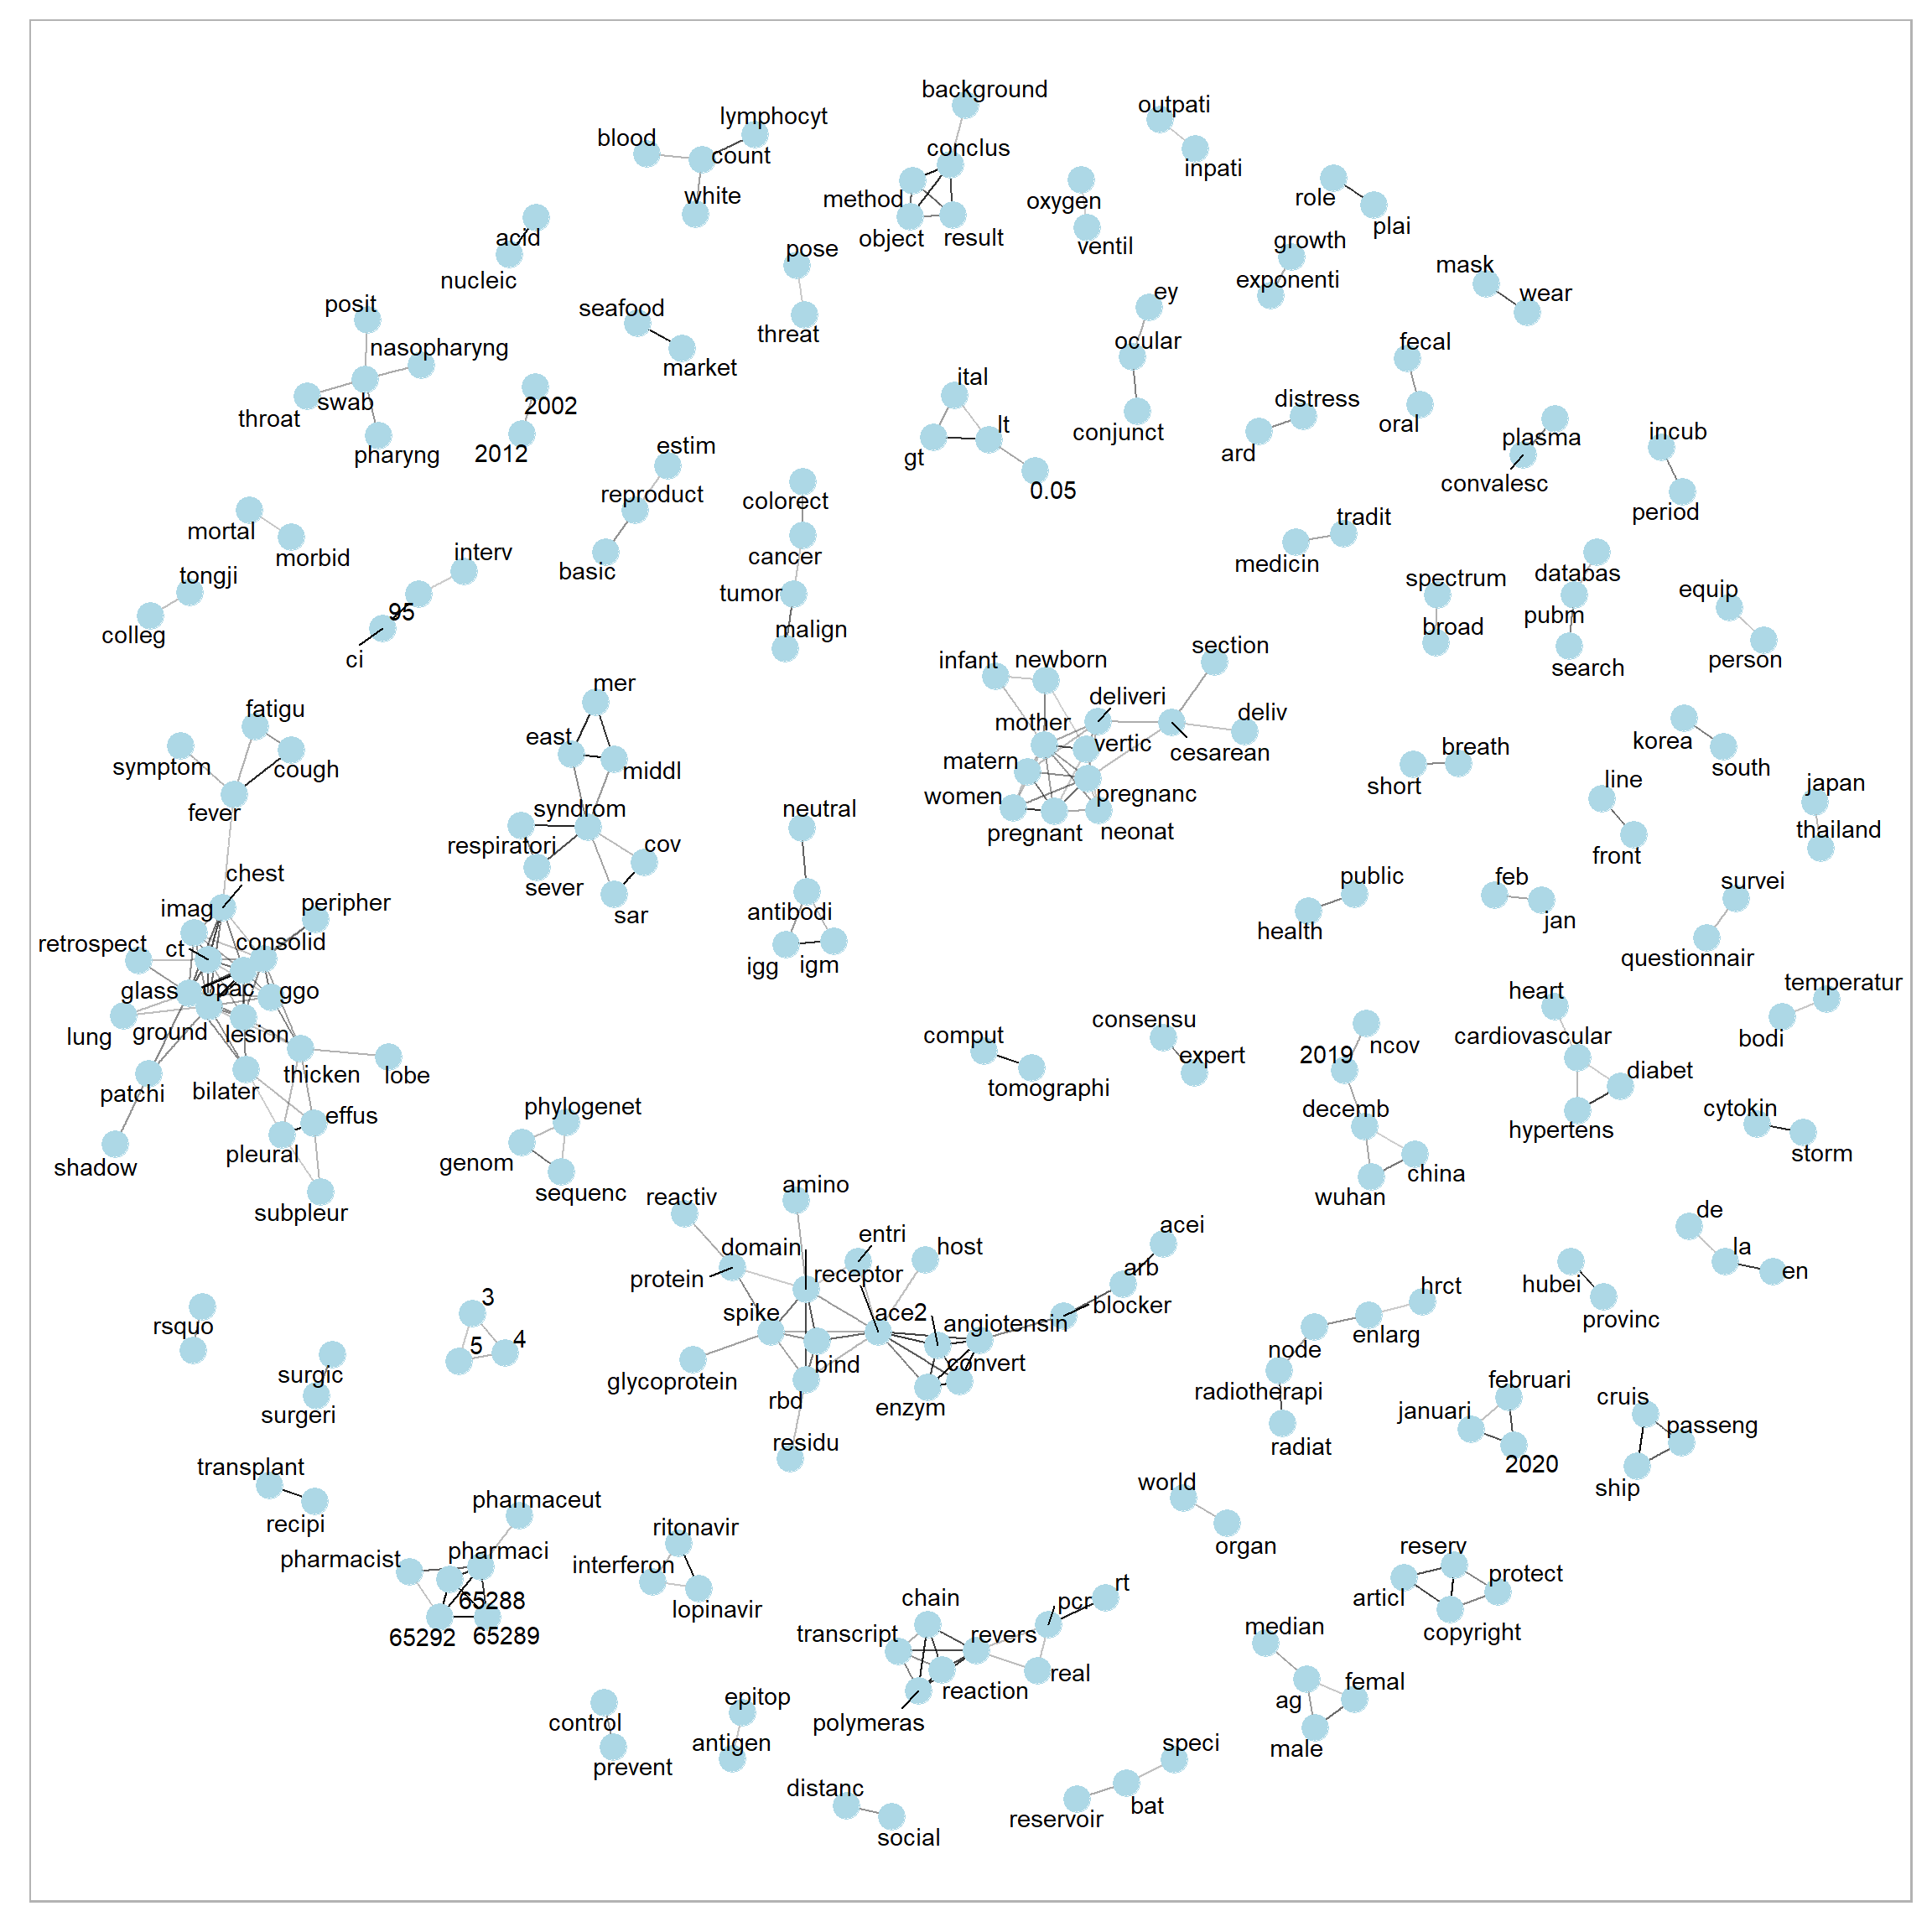 background
lymphocyt
outpati
blood
count
conclus
inpati
white
method
oxygen
role
object
result
plai
acid
pose
ventil
growth
nucleic
exponenti
mask
wear
seafood
ey
posit
threat
market
nasopharyng
ocular
fecal
ital
distress
swab
2002
throat
lt
conjunct
oral
plasma
incub
pharyng
2012
estim
gt
ard
convalesc
0.05
period
reproduct
colorect
mortal
tradit
morbid
interv
basic
cancer
medicin
tongji
spectrum
databas
tumor
equip
95
colleg
malign
broad
pubm
ci
section
infant
newborn
search
person
mer
deliveri
fatigu
mother
deliv
east
vertic
cesarean
korea
symptom
cough
middl
matern
breath
south
fever
short
line
women
pregnanc
japan
syndrom
neutral
pregnant
neonat
thailand
respiratori
cov
front
chest
sever
public
feb
survei
imag
peripher
sar
antibodi
health
jan
retrospect
ct
consolid
igg
igm
questionnair
glass
opac
ggo
heart
temperatur
lung
ground
lesion
comput
consensu
2019
ncov
cardiovascular
bodi
expert
thicken
lobe
tomographi
diabet
patchi
bilater
effus
phylogenet
decemb
cytokin
hypertens
shadow
pleural
genom
china
storm
sequenc
wuhan
subpleur
reactiv
amino
de
acei
entri
domain
host
la
protein
receptor
arb
en
hubei
3
hrct
rsquo
spike
ace2
angiotensin
blocker
provinc
5
4
node
enlarg
surgic
bind
convert
glycoprotein
februari
radiotherapi
rbd
enzym
cruis
surgeri
januari
passeng
residu
radiat
transplant
2020
world
ship
pharmaceut
recipi
ritonavir
organ
pharmacist
pharmaci
interferon
reserv
protect
65288
lopinavir
chain
pcr
rt
articl
65292
65289
transcript
revers
median
copyright
real
femal
reaction
epitop
ag
control
polymeras
antigen
speci
male
prevent
distanc
reservoir
bat
social